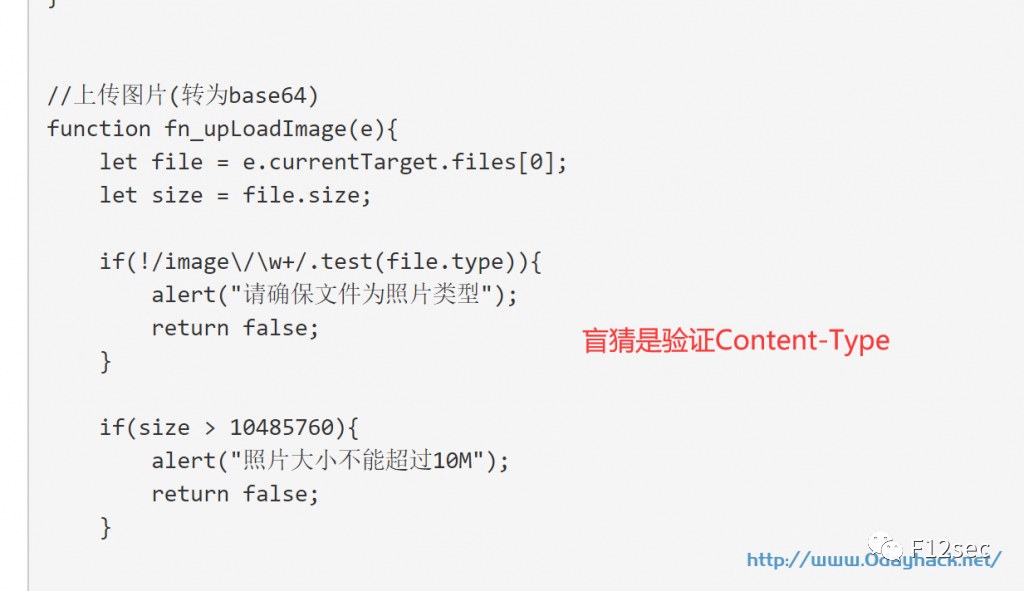 }
//上传图片(转为base64)
function fn_upLoadImage(e){
let file = e.currentTarget.files[0];
let size = file.size;
if(!/image\/\w+/.test(file.type)){
alert("请确保文件为照片类型");
return false;
}
盲猜是验证Content-Type
if(size > 10485760){
alert("照片大小不能超过10M");
return false;
}
F12sec
http://www.0dayhack.net/